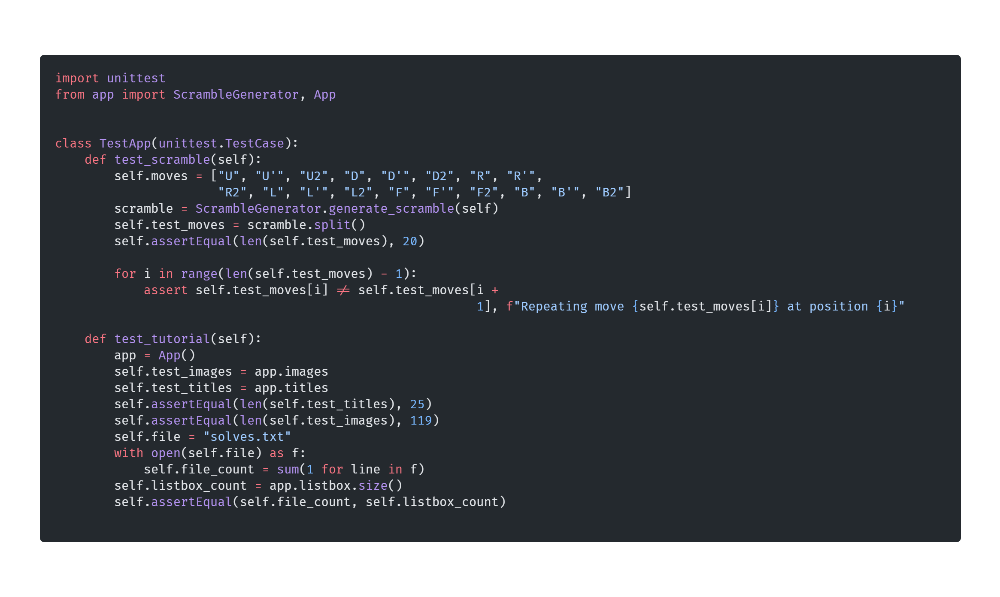 import unittest
from app import ScrambleGenerator, App
class TestApp(unittest.TestCase):
    def test_scramble(self):
        self.moves = ["U", "U'", "U2", "D", "D'", "D2", "R", "R'",
                      "R2", "L", "L'", "L2", "F", "F'", "F2", "B", "B'", "B2"]
        scramble = ScrambleGenerator.generate_scramble(self)
        self.test_moves = scramble.split()
        self.assertEqual(len(self.test_moves), 20)
        for i in range(len(self.test_moves) - 1):
            assert self.test_moves[i] != self.test_moves[i +
                                                         1], f"Repeating move {self.test_moves[i]} at position {i}"
    def test_tutorial(self):
        app = App()
        self.test_images = app.images
        self.test_titles = app.titles
        self.assertEqual(len(self.test_titles), 25)
        self.assertEqual(len(self.test_images), 119)
        self.file = "solves.txt"
        with open(self.file) as f:
            self.file_count = sum(1 for line in f)
        self.listbox_count = app.listbox.size()
        self.assertEqual(self.file_count, self.listbox_count)